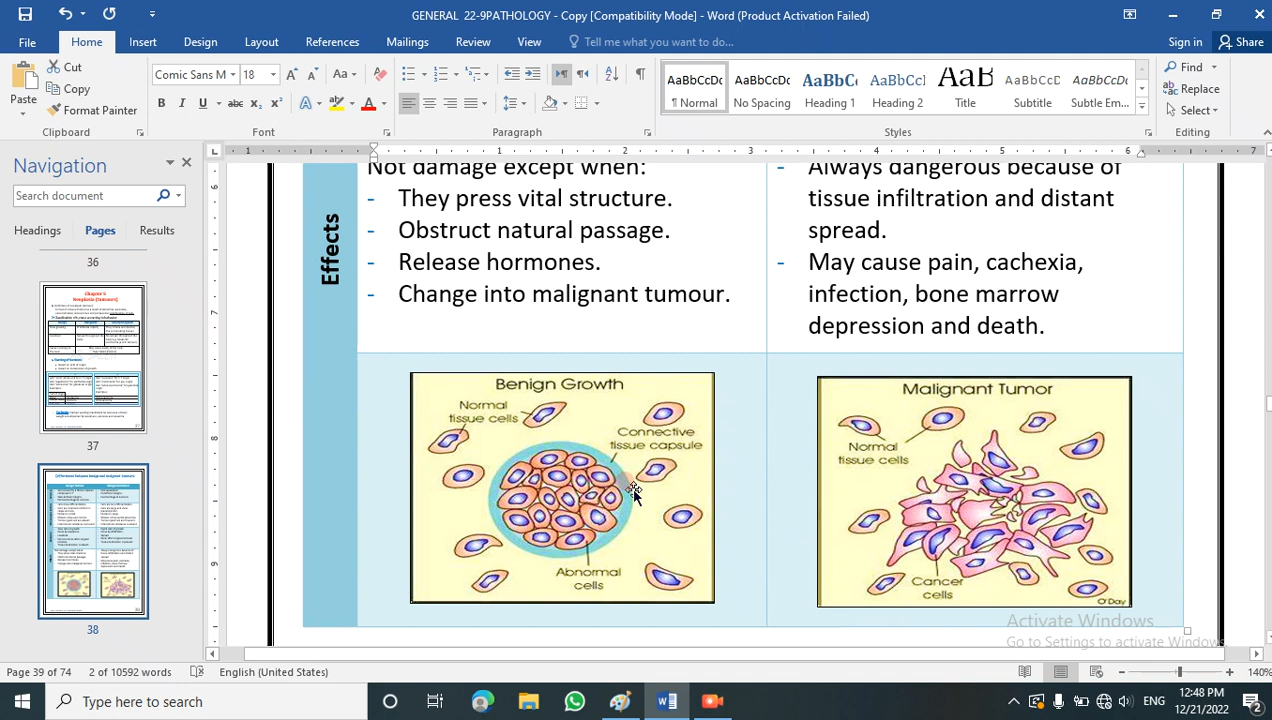 GENERAL 22-9PATHOLOGY - Copy [Compatibility Mode] - Word (Product Activation Failed)
File Home Insert Design Layout References Mailings Review View Tell me what you want to do... Sign in Share
Paste
Cut
Copy
Format Painter
Clipboard
Comic Sans M 18
Font
Paragraph
AaBbCcDc AaBbCcDc AaBbC AaBbCc AaB AaBbCcD AaBbCcD
¶ Normal No Spacing Heading 1 Heading 2 Title Subtitle Subtle Em...
Styles
Find
Replace
Select
Editing
Navigation
Search document
Headings Pages Results
36
37
38
Effects
Not damage except when:
- They press vital structure.
- Obstruct natural passage.
- Release hormones.
- Change into malignant tumour.
- Always dangerous because of
tissue infiltration and distant
spread.
- May cause pain, cachexia,
infection, bone marrow
depression and death.
Benign Growth
Normal
tissue cells
Connective
tissue capsule
Abnormal
cells
Malignant Tumor
Normal
tissue cells
Cancer
cells
O'Day
Activate Windows
Go to Settings to activate Windows.
Page 39 of 74 2 of 10592 words English (United States) 140%
Type here to search
ENG
12:48 PM
12/21/2022
2